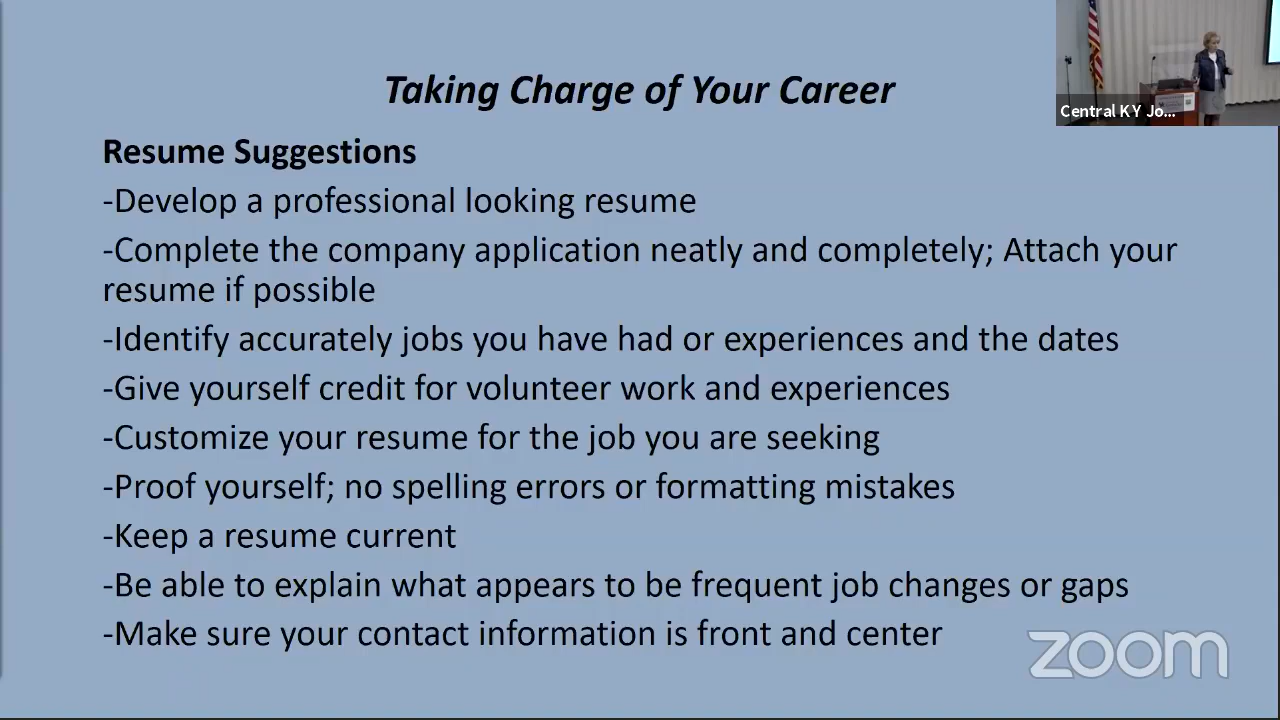 Taking Charge of Your Career
Central KY Jo...
Resume Suggestions
-Develop a professional looking resume
-Complete the company application neatly and completely; Attach your
resume if possible
-Identify accurately jobs you have had or experiences and the dates
-Give yourself credit for volunteer work and experiences
-Customize your resume for the job you are seeking
-Proof yourself; no spelling errors or formatting mistakes
-Keep a resume current
-Be able to explain what appears to be frequent job changes or gaps
-Make sure your contact information is front and center
zoom